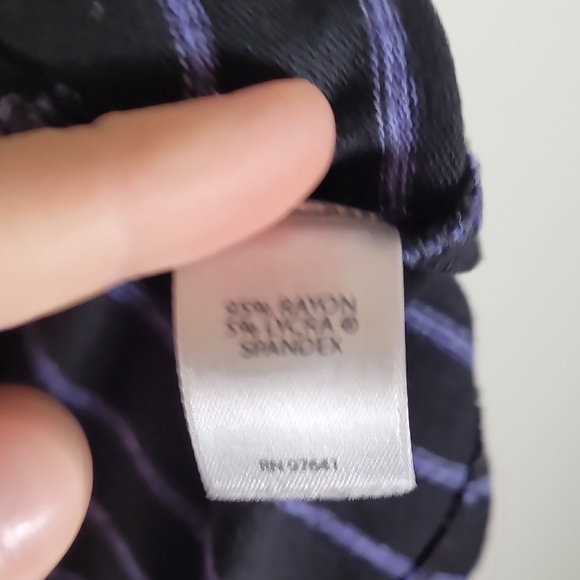 95% RAYON
5% LYCRA ®
SPANDEX
RN 97641